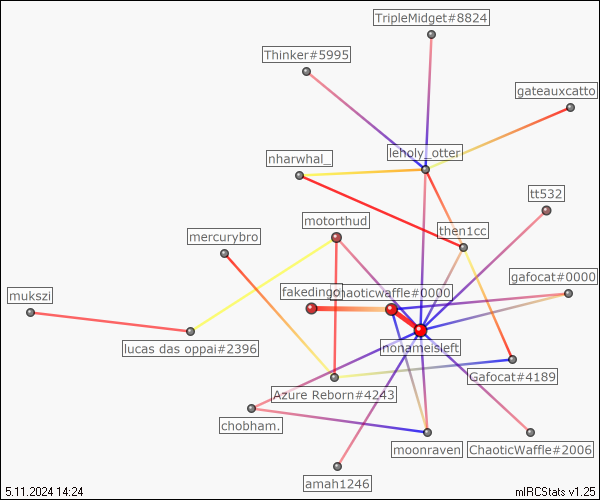 TripleMidget#8824
Thinker#5995
gateauxcatto
leholy_otter
nharwhal_
tt532
motorthud
then1cc
mercurybro
gafocat#0000
fakedingo
Chaoticwaffle#0000
mukszi
lucas das oppai#2396
nonameisleft
Gafocat#4189
Azure Reborn#4243
chobham.
moonraven
ChaoticWaffle#2006
amah1246
5.11.2024 14:24
mIRCStats v1.25